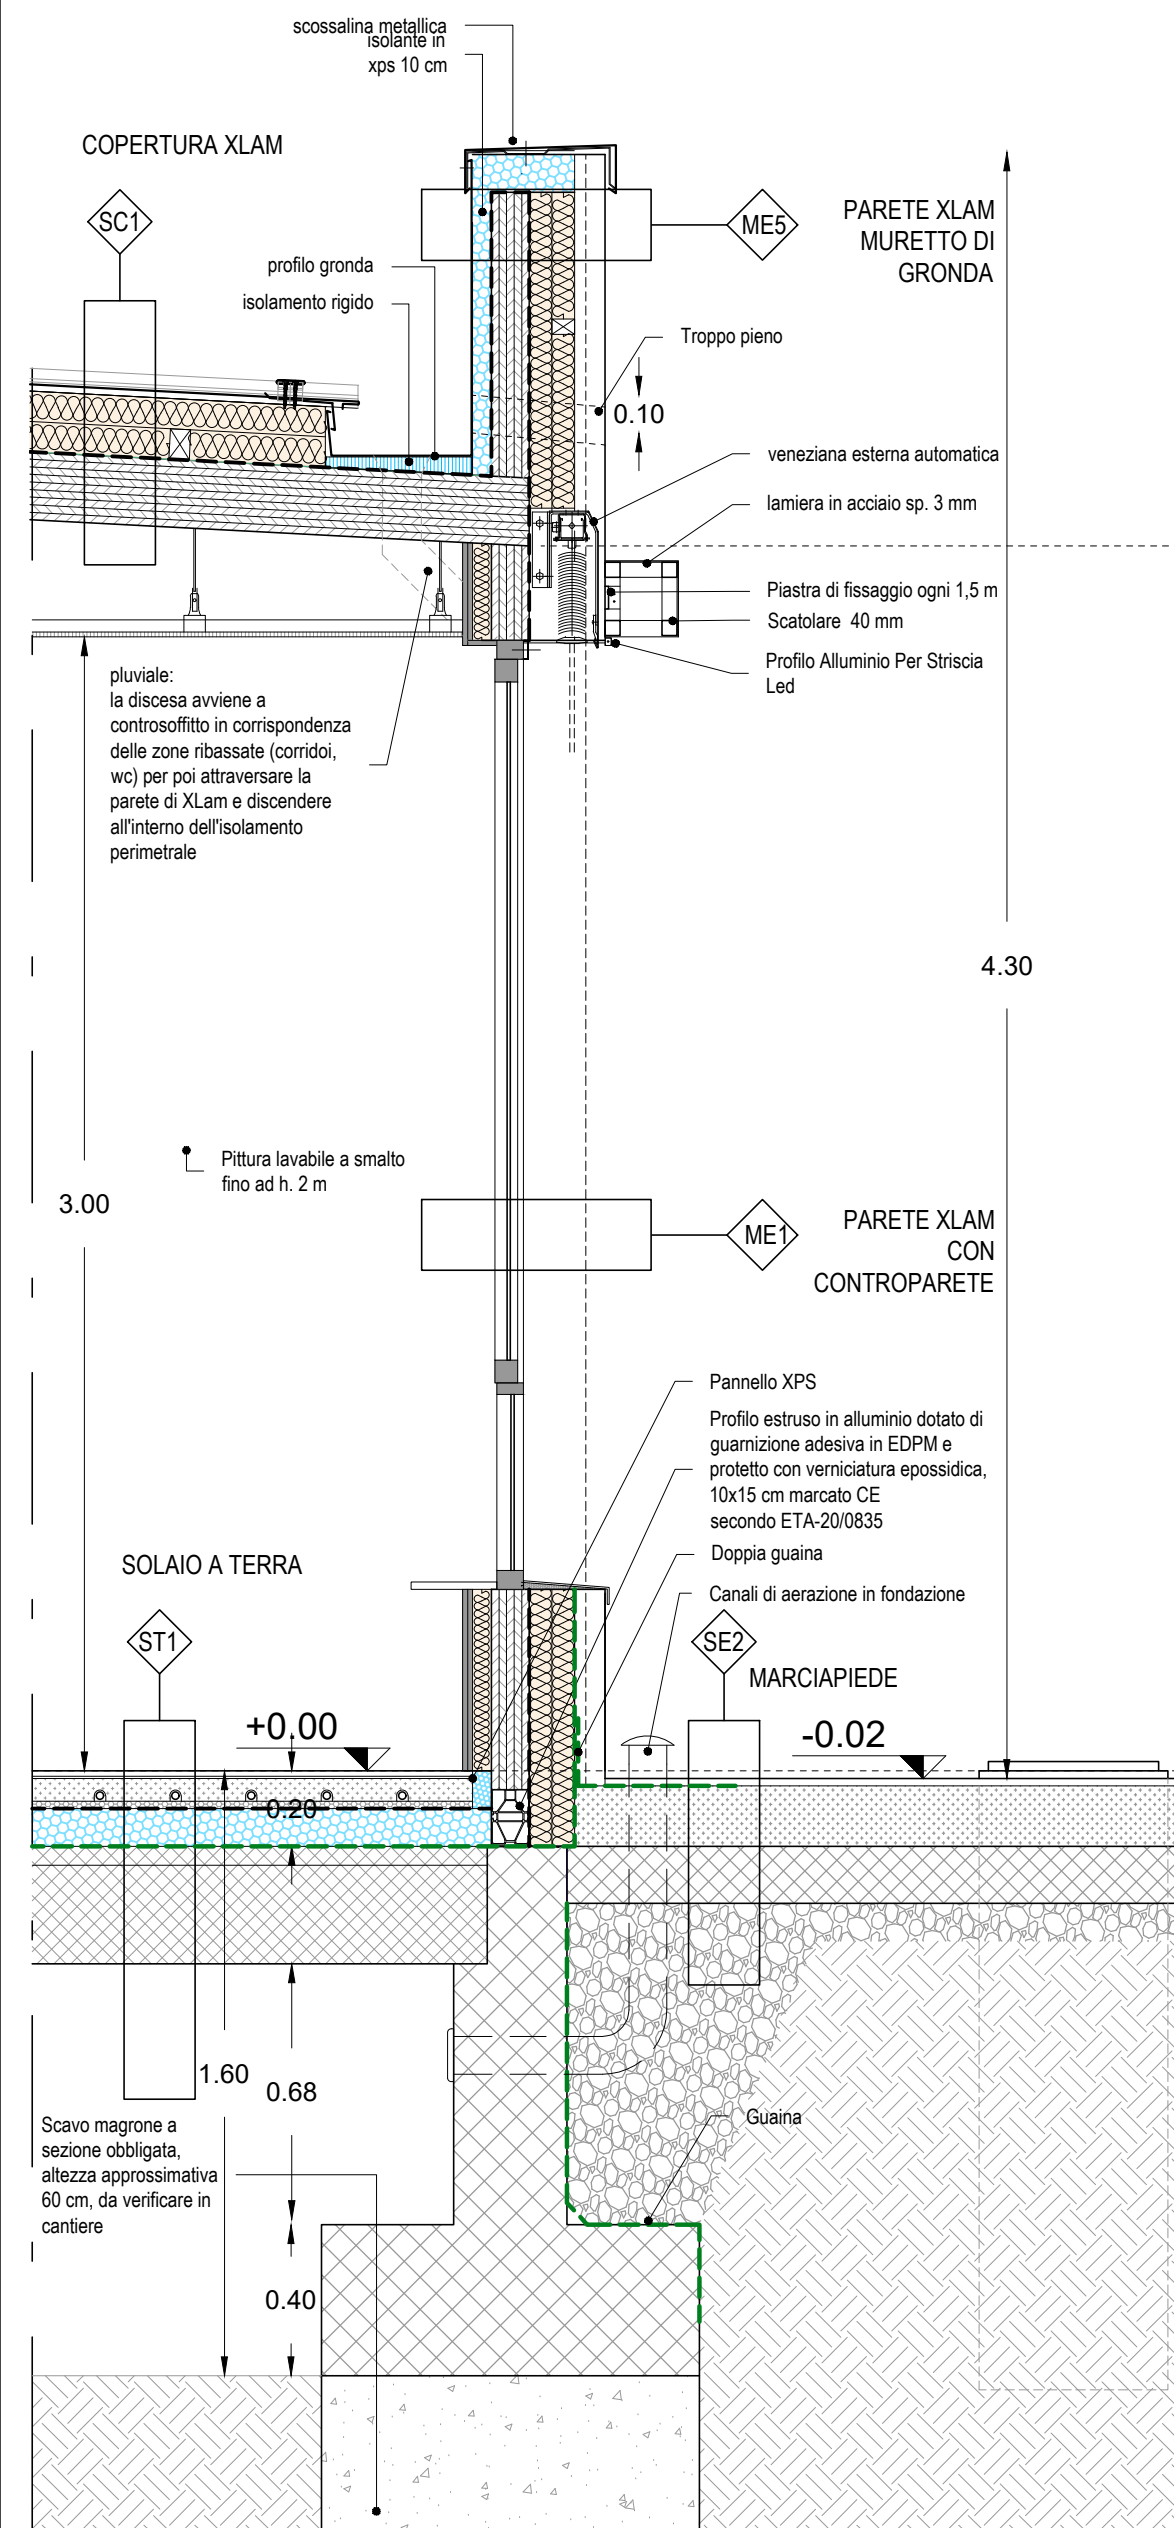 scossalina metallica
isolante in
xps 10 cm
COPERTURA XLAM
SC1
ME5
PARETE XLAM
MURETTO DI
GRONDA
profilo gronda
isolamento rigido
Troppo pieno
0.10
veneziana esterna automatica
lamiera in acciaio sp. 3 mm
Piastra di fissaggio ogni 1,5 m
Scatolare 40 mm
Profilo Alluminio Per Striscia
Led
pluviale:
la discesa avviene a
controsoffitto in corrispondenza
delle zone ribassate (corridoi,
wc) per poi attraversare la
parete di XLam e discendere
all'interno dell'isolamento
perimetrale
4.30
Pittura lavabile a smalto
fino ad h. 2 m
3.00
ME1
PARETE XLAM
CON
CONTROPARETE
Pannello XPS
Profilo estruso in alluminio dotato di
guarnizione adesiva in EDPM e
protetto con verniciatura epossidica,
10x15 cm marcato CE
secondo ETA-20/0835
Doppia guaina
Canali di aerazione in fondazione
SOLAIO A TERRA
ST1
SE2
MARCIAPIEDE
+0.00
-0.02
0.20
1.60
0.68
Guaina
Scavo magrone a
sezione obbligata,
altezza approssimativa
60 cm, da verificare in
cantiere
0.40